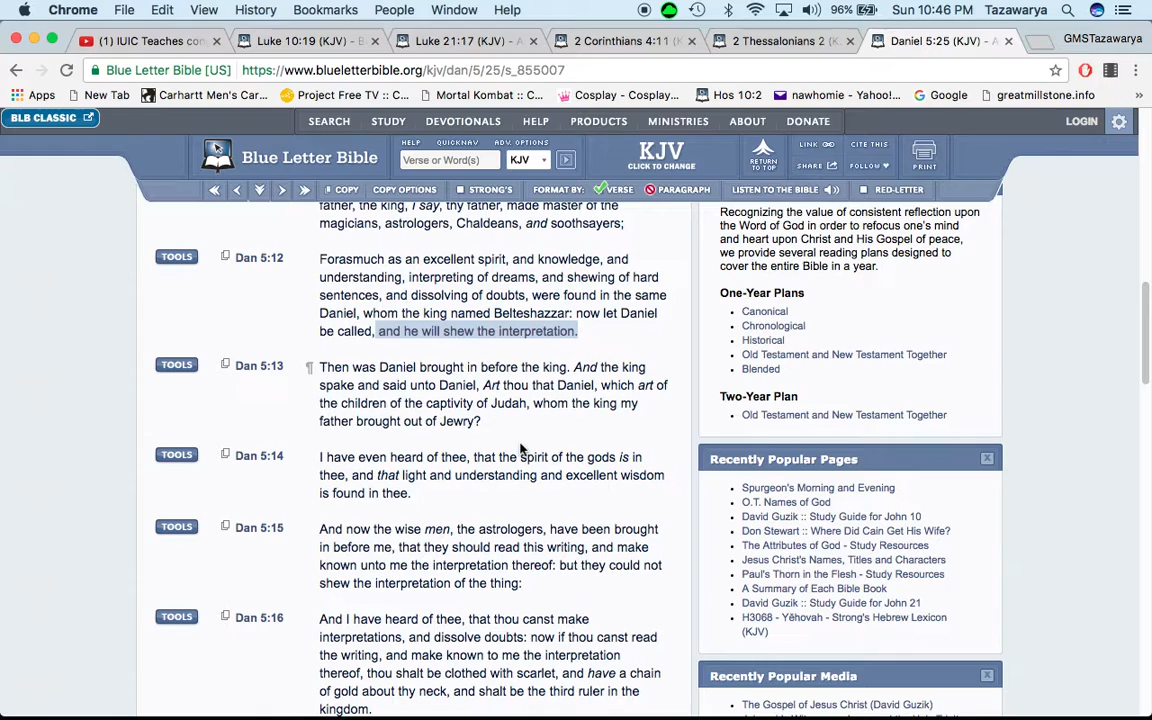 Chrome File Edit View History Bookmarks People Window Help 96% Sun 10:46 PM Tazawarya
(1) IUIC Teaches con × Luke 10:19 (KJV) - B × Luke 21:17 (KJV) - A × 2 Corinthians 4:11 ( × 2 Thessalonians 2 (K × Daniel 5:25 (KJV) - A × GMSTazawarya
Blue Letter Bible [US] https://www.blueletterbible.org/kjv/dan/5/25/s_855007
Apps New Tab Carhartt Men's Car... Project Free TV :: C... Mortal Kombat :: C... Cosplay - Cosplay... Hos 10:2 nawhomie - Yahoo!... Google greatmillstone.info »
BLB CLASSIC SEARCH STUDY DEVOTIONALS HELP PRODUCTS MINISTRIES ABOUT DONATE LOGIN
HELP QUICKNAV ADV. OPTIONS
Blue Letter Bible Verse or Word(s) KJV KJV CLICK TO CHANGE RETURN TO TOP LINK CITE THIS SHARE FOLLOW PRINT
COPY COPY OPTIONS STRONG'S FORMAT BY: VERSE PARAGRAPH LISTEN TO THE BIBLE RED-LETTER
father, the king, I say, thy father, made master of the
magicians, astrologers, Chaldeans, and soothsayers;
TOOLS Dan 5:12 Forasmuch as an excellent spirit, and knowledge, and
understanding, interpreting of dreams, and shewing of hard
sentences, and dissolving of doubts, were found in the same
Daniel, whom the king named Belteshazzar: now let Daniel
be called, and he will shew the interpretation.
TOOLS Dan 5:13 ¶ Then was Daniel brought in before the king. And the king
spake and said unto Daniel, Art thou that Daniel, which art of
the children of the captivity of Judah, whom the king my
father brought out of Jewry?
TOOLS Dan 5:14 I have even heard of thee, that the spirit of the gods is in
thee, and that light and understanding and excellent wisdom
is found in thee.
TOOLS Dan 5:15 And now the wise men, the astrologers, have been brought
in before me, that they should read this writing, and make
known unto me the interpretation thereof: but they could not
shew the interpretation of the thing:
TOOLS Dan 5:16 And I have heard of thee, that thou canst make
interpretations, and dissolve doubts: now if thou canst read
the writing, and make known to me the interpretation
thereof, thou shalt be clothed with scarlet, and have a chain
of gold about thy neck, and shalt be the third ruler in the
kingdom.
Recognizing the value of consistent reflection upon
the Word of God in order to refocus one's mind
and heart upon Christ and His Gospel of peace,
we provide several reading plans designed to
cover the entire Bible in a year.
One-Year Plans
Canonical
Chronological
Historical
Old Testament and New Testament Together
Blended
Two-Year Plan
Old Testament and New Testament Together
Recently Popular Pages
Spurgeon's Morning and Evening
O.T. Names of God
David Guzik :: Study Guide for John 10
Don Stewart :: Where Did Cain Get His Wife?
The Attributes of God - Study Resources
Jesus Christ's Names, Titles and Characters
Paul's Thorn in the Flesh - Study Resources
A Summary of Each Bible Book
David Guzik :: Study Guide for John 21
H3068 - Yĕhovah - Strong's Hebrew Lexicon
(KJV)
Recently Popular Media
The Gospel of Jesus Christ (David Guzik)